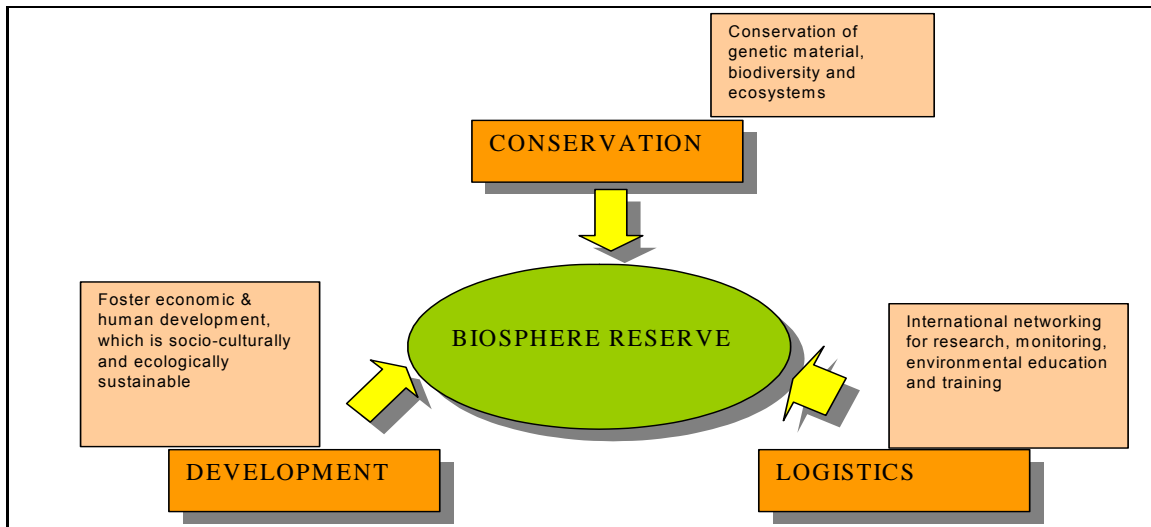 Conservation of
genetic material,
biodiversity and
ecosystems
CONSERVATION
BIOSPHERE RESERVE
Foster economic &
human development,
which is socio-culturally
and ecologically
sustainable
DEVELOPMENT
International networking
for research, monitoring,
environmental education
and training
LOGISTICS